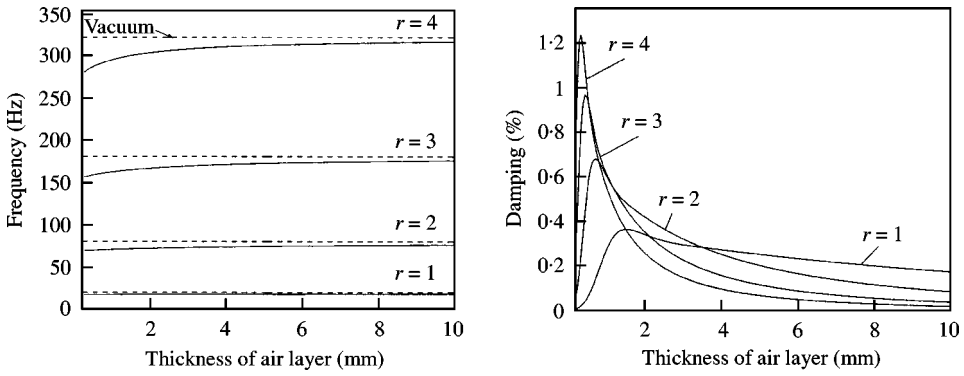 350
300
250
200
150
100
50
0
Frequency (Hz)
Vacuum
r = 4
r = 3
r = 2
r = 1
2
4
6
8
10
Thickness of air layer (mm)
1·2
1
0·8
0·6
0·4
0·2
0
Damping (%)
r = 4
r = 3
r = 2
r = 1
2
4
6
8
10
Thickness of air layer (mm)